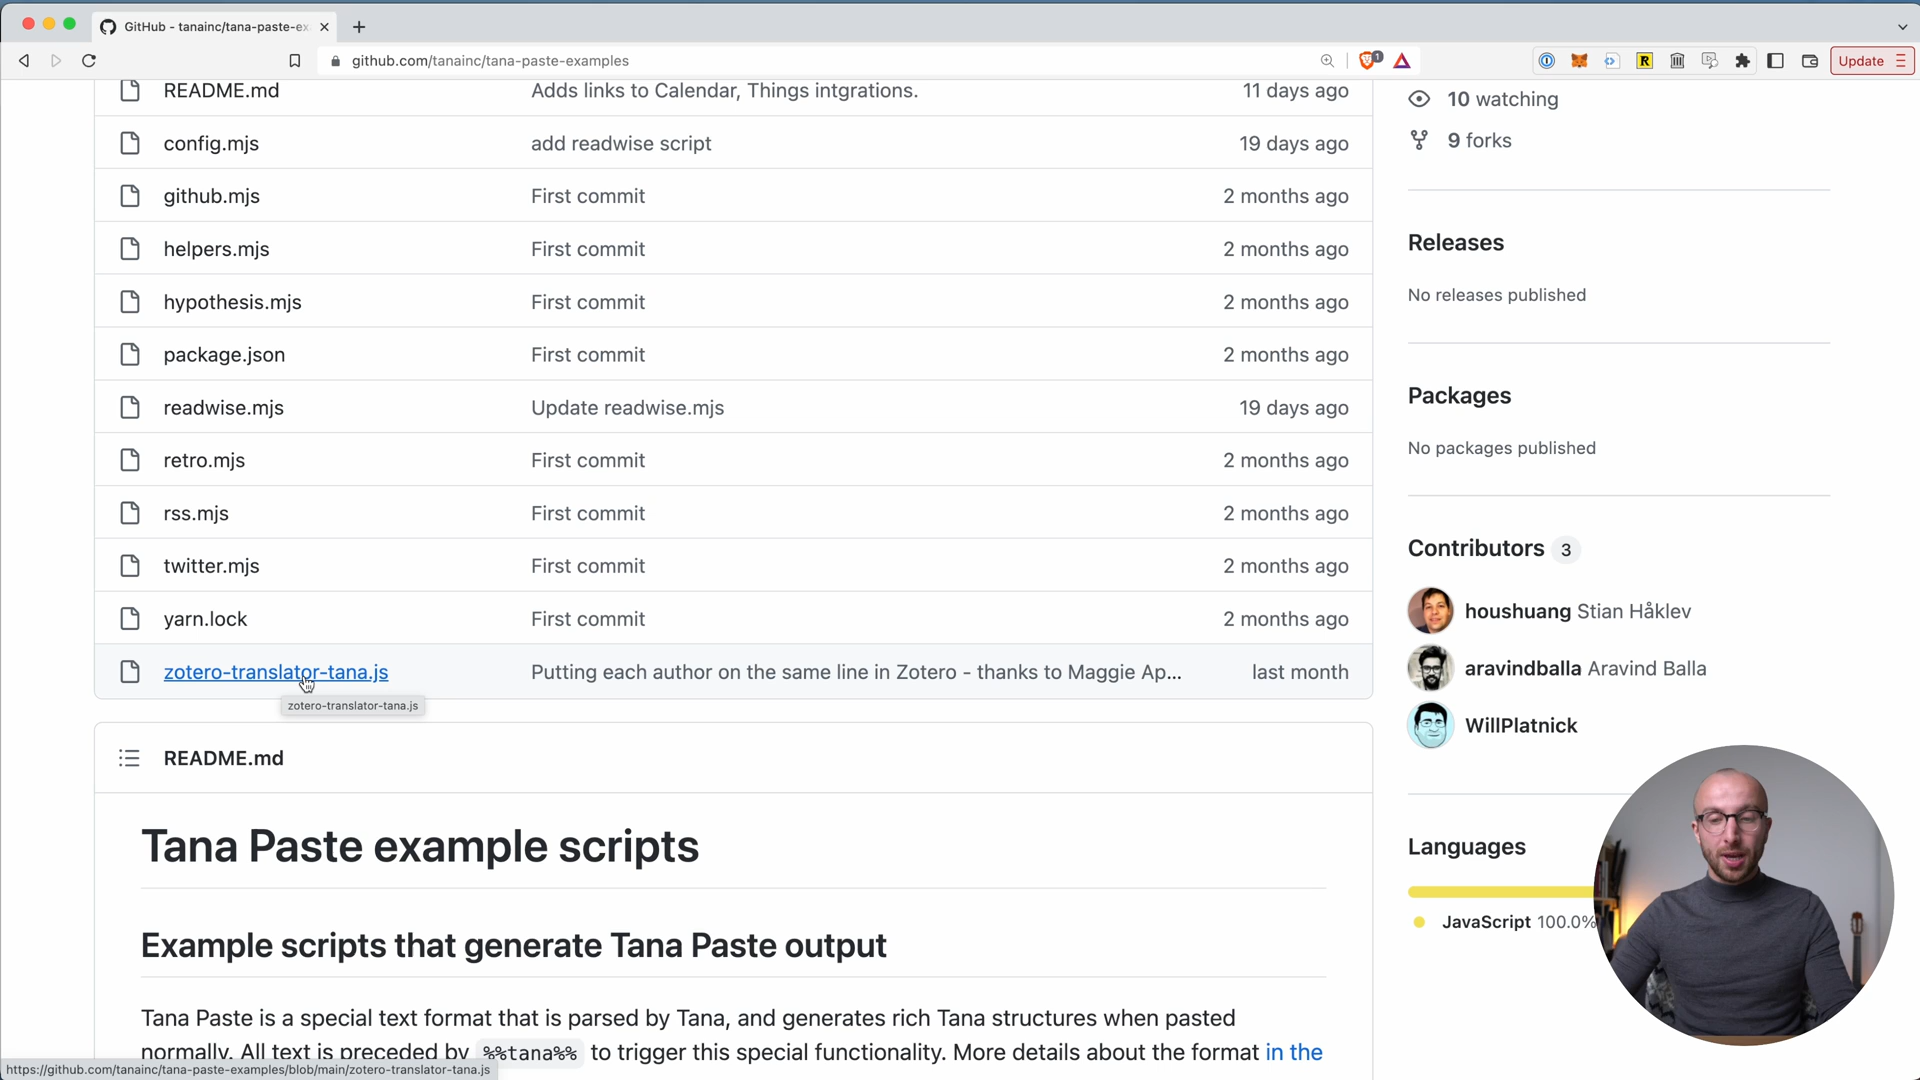 GitHub - tanainc/tana-paste-ex
github.com/tanainc/tana-paste-examples
1
R
Update
README.md Adds links to Calendar, Things intgrations. 11 days ago
config.mjs add readwise script 19 days ago
github.mjs First commit 2 months ago
helpers.mjs First commit 2 months ago
hypothesis.mjs First commit 2 months ago
package.json First commit 2 months ago
readwise.mjs Update readwise.mjs 19 days ago
retro.mjs First commit 2 months ago
rss.mjs First commit 2 months ago
twitter.mjs First commit 2 months ago
yarn.lock First commit 2 months ago
zotero-translator-tana.js Putting each author on the same line in Zotero - thanks to Maggie Ap... last month
zotero-translator-tana.js
README.md
Tana Paste example scripts
Example scripts that generate Tana Paste output
Tana Paste is a special text format that is parsed by Tana, and generates rich Tana structures when pasted
normally. All text is preceded by %%tana%% to trigger this special functionality. More details about the format in the
https://github.com/tanainc/tana-paste-examples/blob/main/zotero-translator-tana.js
10 watching
9 forks
Releases
No releases published
Packages
No packages published
Contributors 3
houshuang Stian Håklev
aravindballa Aravind Balla
WillPlatnick
Languages
JavaScript 100.0%